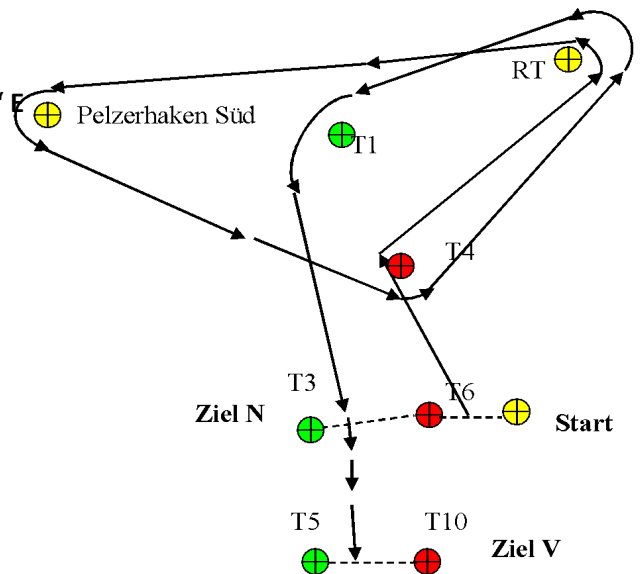 RT
' E
Pelzerhaken Süd
T1
T4
T3
T6
Ziel N
Start
T5
T10
Ziel V